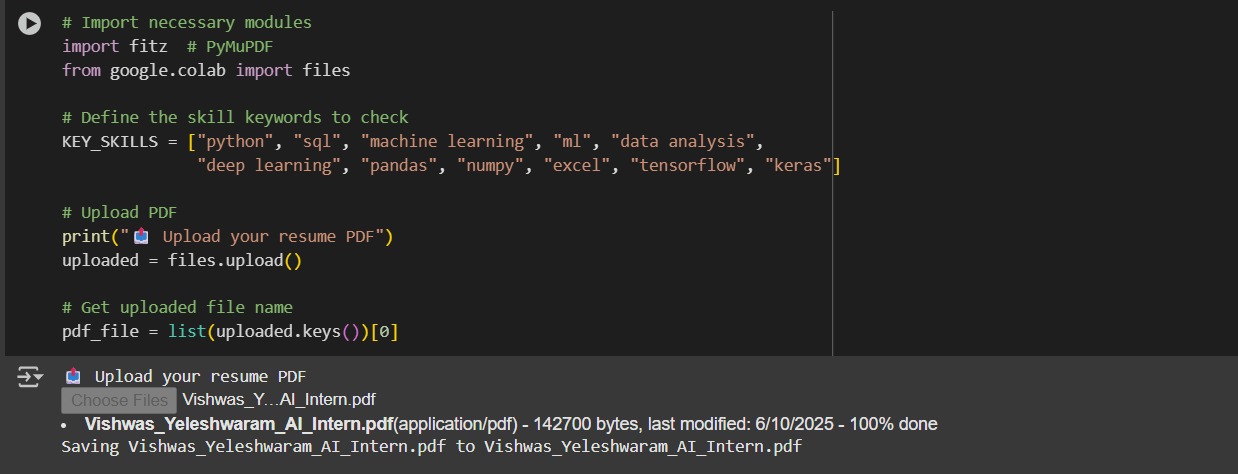 # Import necessary modules
import fitz  # PyMuPDF
from google.colab import files
# Define the skill keywords to check
KEY_SKILLS = ["python", "sql", "machine learning", "ml", "data analysis",
"deep learning", "pandas", "numpy", "excel", "tensorflow", "keras"]
# Upload PDF
print("📤 Upload your resume PDF")
uploaded = files.upload()
# Get uploaded file name
pdf_file = list(uploaded.keys())[0]
📤 Upload your resume PDF
Choose Files Vishwas_Y…AI_Intern.pdf
• Vishwas_Yeleshwaram_AI_Intern.pdf(application/pdf) - 142700 bytes, last modified: 6/10/2025 - 100% done
Saving Vishwas_Yeleshwaram_AI_Intern.pdf to Vishwas_Yeleshwaram_AI_Intern.pdf